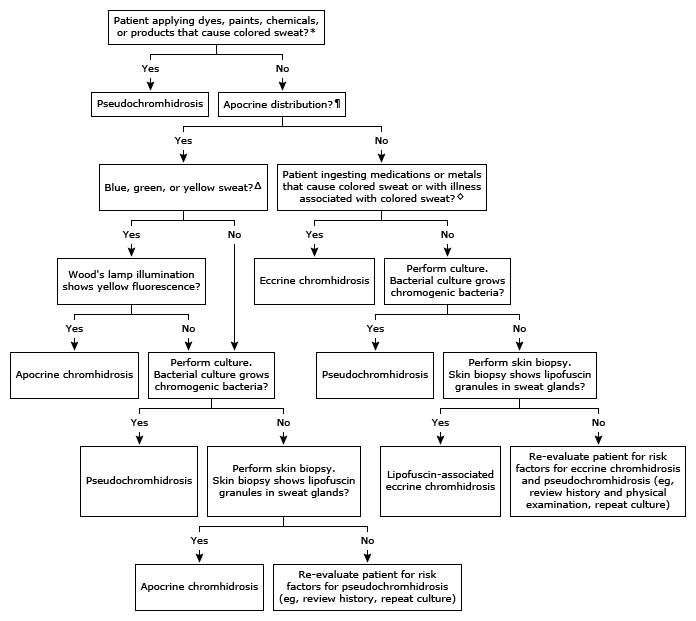 Patient applying dyes, paints, chemicals,
or products that cause colored sweat?*
Yes
No
Pseudochromhidrosis
Apocrine distribution?¶
Yes
No
Blue, green, or yellow sweat?Δ
Patient ingesting medications or metals
that cause colored sweat or with illness
associated with colored sweat?◇
Yes
No
Yes
No
Wood's lamp illumination
shows yellow fluorescence?
Eccrine chromhidrosis
Perform culture.
Bacterial culture grows
chromogenic bacteria?
Yes
No
Yes
No
Apocrine chromhidrosis
Perform culture.
Bacterial culture grows
chromogenic bacteria?
Pseudochromhidrosis
Perform skin biopsy.
Skin biopsy shows lipofuscin
granules in sweat glands?
Yes
No
Yes
No
Pseudochromhidrosis
Perform skin biopsy.
Skin biopsy shows lipofuscin
granules in sweat glands?
Lipofuscin-associated
eccrine chromhidrosis
Re-evaluate patient for risk
factors for eccrine chromhidrosis
and pseudochromhidrosis (eg,
review history and physical
examination, repeat culture)
Yes
No
Apocrine chromhidrosis
Re-evaluate patient for risk
factors for pseudochromhidrosis
(eg, review history, repeat culture)